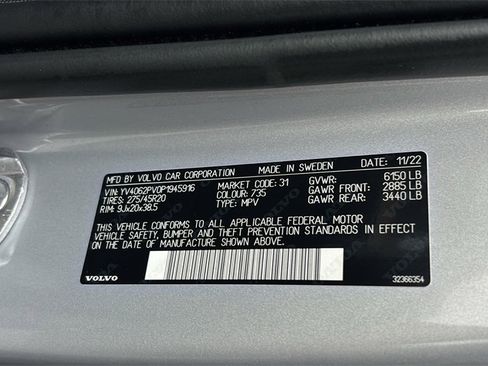 MFD BY VOLVO CAR CORPORATION MADE IN SWEDEN DATE: 11/22
VIN: YV4062PV0P1945916 MARKET CODE: 31 GVWR: 6150 LB
TIRES: 275/45R20 COLOUR: 735 GAWR FRONT: 2885 LB
RIM: 9Jx20x38.5 TYPE: MPV GAWR REAR: 3440 LB
THIS VEHICLE CONFORMS TO ALL APPLICABLE FEDERAL MOTOR
VEHICLE SAFETY, BUMPER AND THEFT PREVENTION STANDARDS IN EFFECT
ON THE DATE OF MANUFACTURE SHOWN ABOVE.
VOLVO 32366354